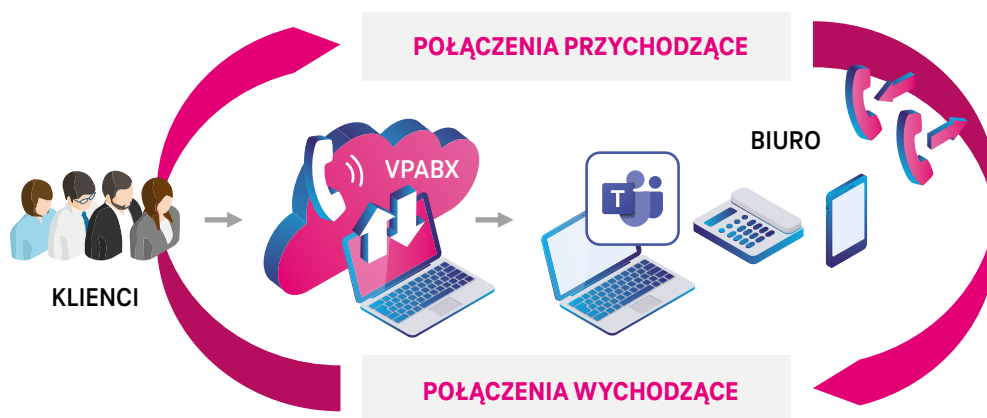 POŁĄCZENIA PRZYCHODZĄCE
BIURO
VPABX
T
KLIENCI
POŁĄCZENIA WYCHODZĄCE